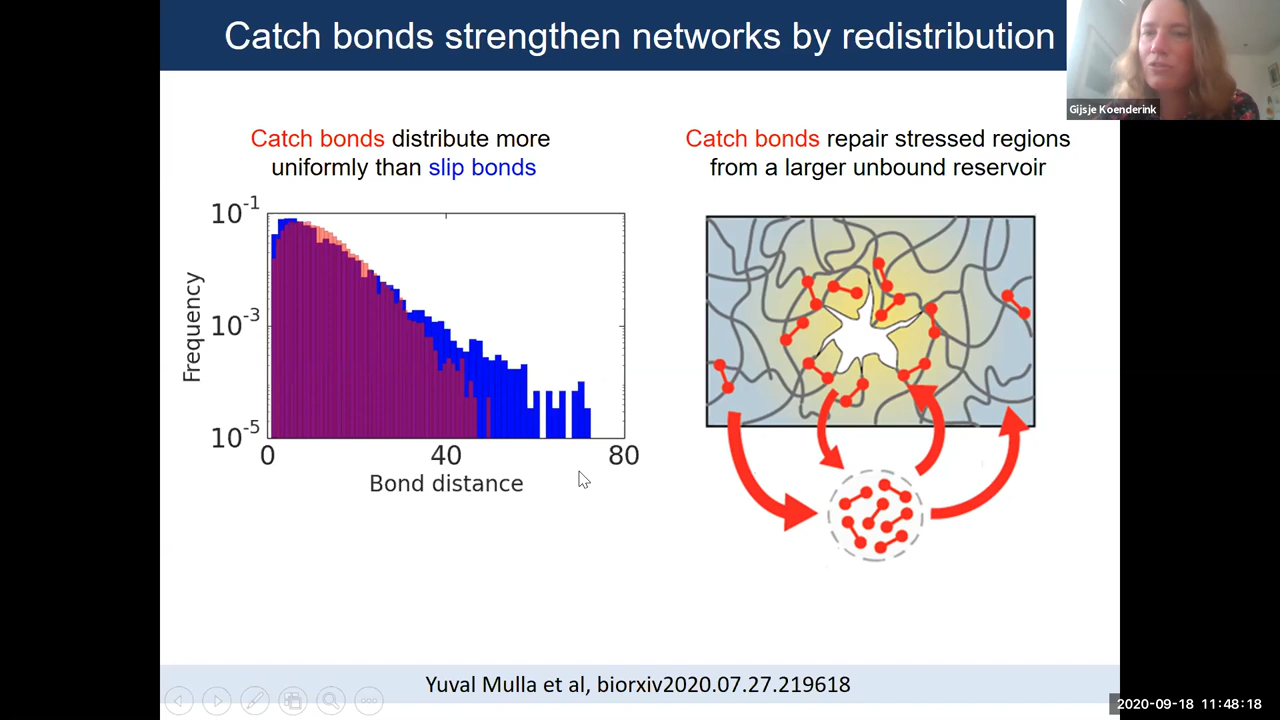 Catch bonds strengthen networks by redistribution
Gijsje Koenderink
Catch bonds distribute more
uniformly than slip bonds
Catch bonds repair stressed regions
from a larger unbound reservoir
10-1
10-3
10-5
Frequency
0
40
80
Bond distance
Yuval Mulla et al, biorxiv2020.07.27.219618
2020-09-18 11:48:18